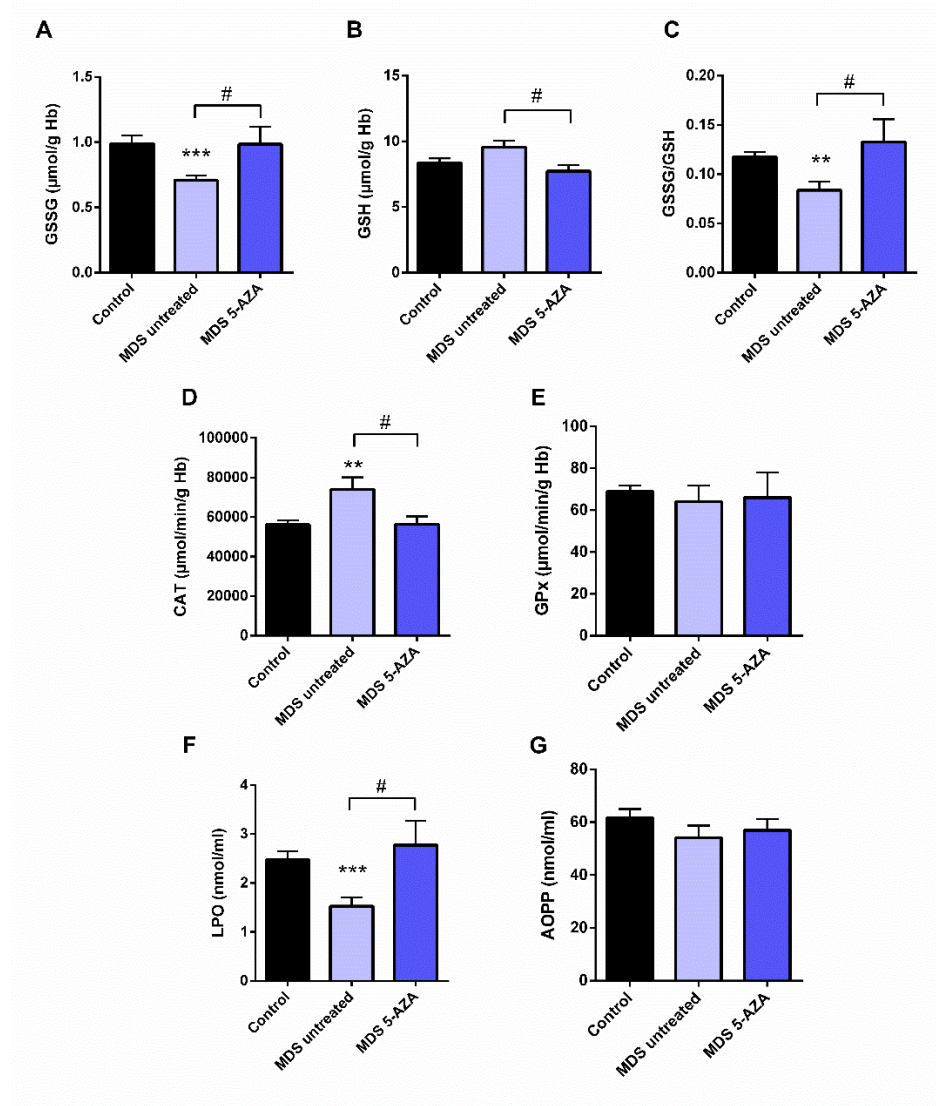 A
B
C
GSSG (µmol/g Hb)
1.5
1.0
0.5
0.0
***
#
Control
MDS untreated
MDS 5-AZA
GSH (µmol/g Hb)
15
10
5
0
#
Control
MDS untreated
MDS 5-AZA
GSSG/GSH
0.20
0.15
0.10
0.05
0.00
**
#
Control
MDS untreated
MDS 5-AZA
D
E
CAT (µmol/min/g Hb)
100000
80000
60000
40000
20000
0
**
#
Control
MDS untreated
MDS 5-AZA
GPx (µmol/min/g Hb)
100
80
60
40
20
0
Control
MDS untreated
MDS 5-AZA
F
G
LPO (nmol/ml)
4
3
2
1
0
***
#
Control
MDS untreated
MDS 5-AZA
AOPP (nmol/ml)
80
60
40
20
0
Control
MDS untreated
MDS 5-AZA